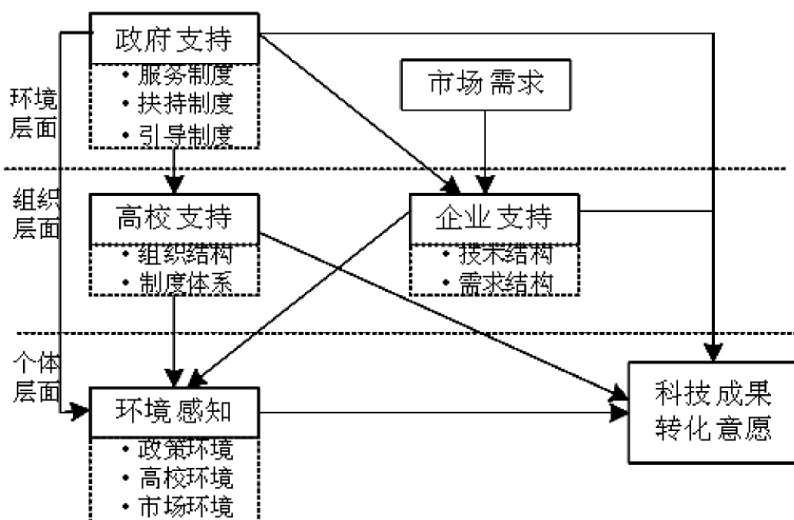 政府支持
• 服务制度
• 扶持制度
• 引导制度
市场需求
环境
层面
组织
层面
高校支持
• 组织结构
• 制度体系
企业支持
• 技术结构
• 需求结构
个体
层面
环境感知
• 政策环境
• 高校环境
• 市场环境
科技成果
转化意愿